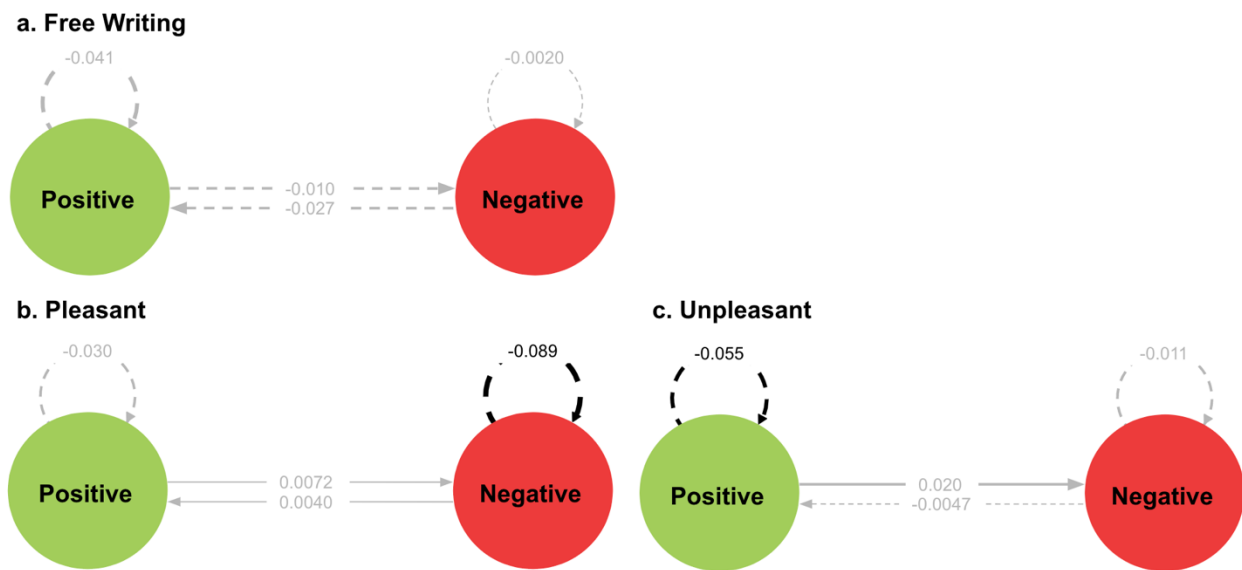 a. Free Writing
-0.041
-0.0020
Positive
-0.010
-0.027
Negative
b. Pleasant
-0.030
-0.089
Positive
0.0072
0.0040
Negative
c. Unpleasant
-0.055
-0.011
Positive
0.020
-0.0047
Negative